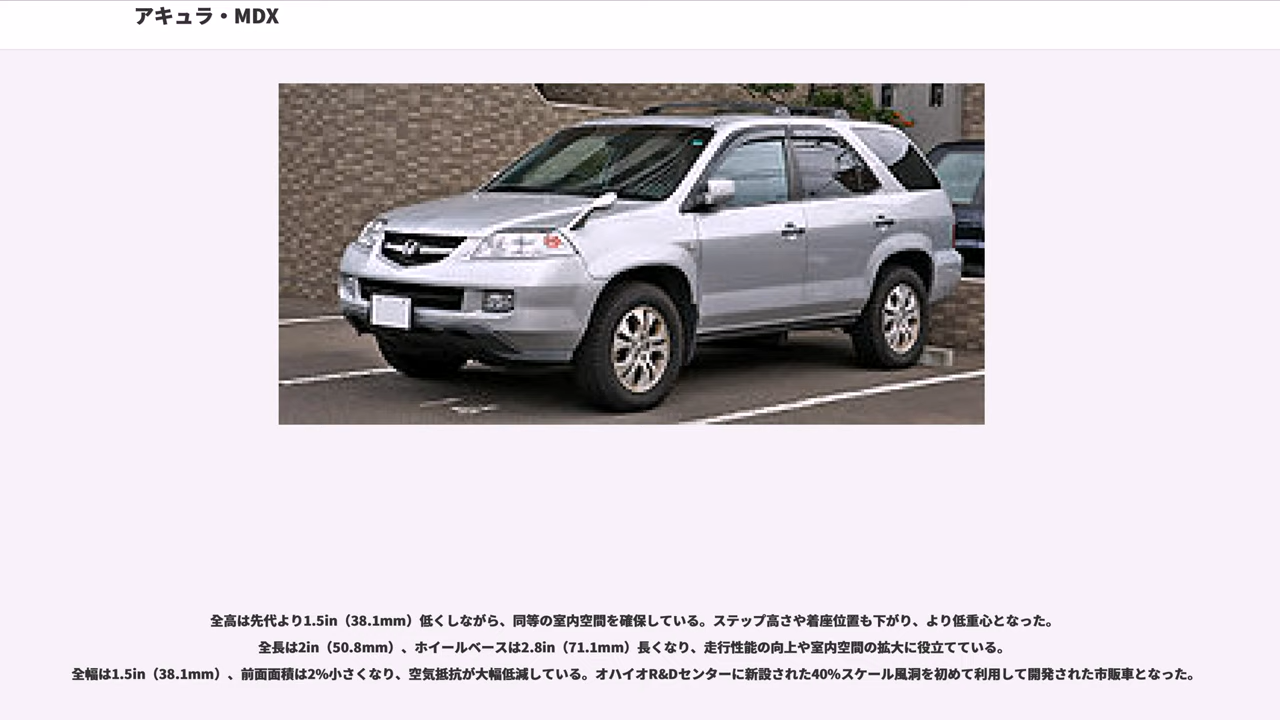 アキュラ・MDX
全高は先代より1.5in（38.1mm）低くしながら、同等の室内空間を確保している。ステップ高さや着座位置も下がり、より低重心となった。
全長は2in（50.8mm）、ホイールベースは2.8in（71.1mm）長くなり、走行性能の向上や室内空間の拡大に役立てている。
全幅は1.5in（38.1mm）、前面面積は2%小さくなり、空気抵抗が大幅低減している。オハイオR&Dセンターに新設された40%スケール風洞を初めて利用して開発された市販車となった。